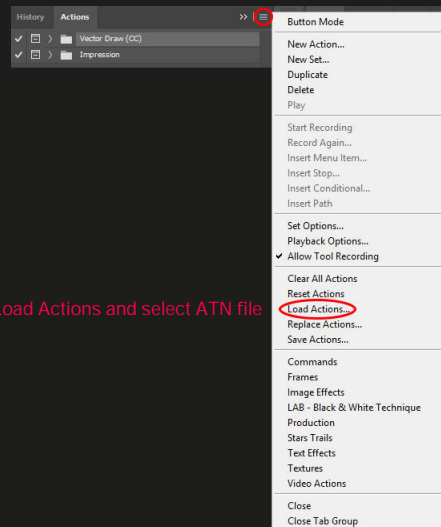 History Actions
Vector Draw (CC)
Impression
Button Mode
New Action...
New Set...
Duplicate
Delete
Play
Start Recording
Record Again...
Insert Menu Item...
Insert Stop...
Insert Conditional...
Insert Path
Set Options...
Playback Options...
Allow Tool Recording
Clear All Actions
Reset Actions
Load Actions and select ATN file
Load Actions...
Replace Actions...
Save Actions...
Commands
Frames
Image Effects
LAB - Black & White Technique
Production
Stars Trails
Text Effects
Textures
Video Actions
Close
Close Tab Group